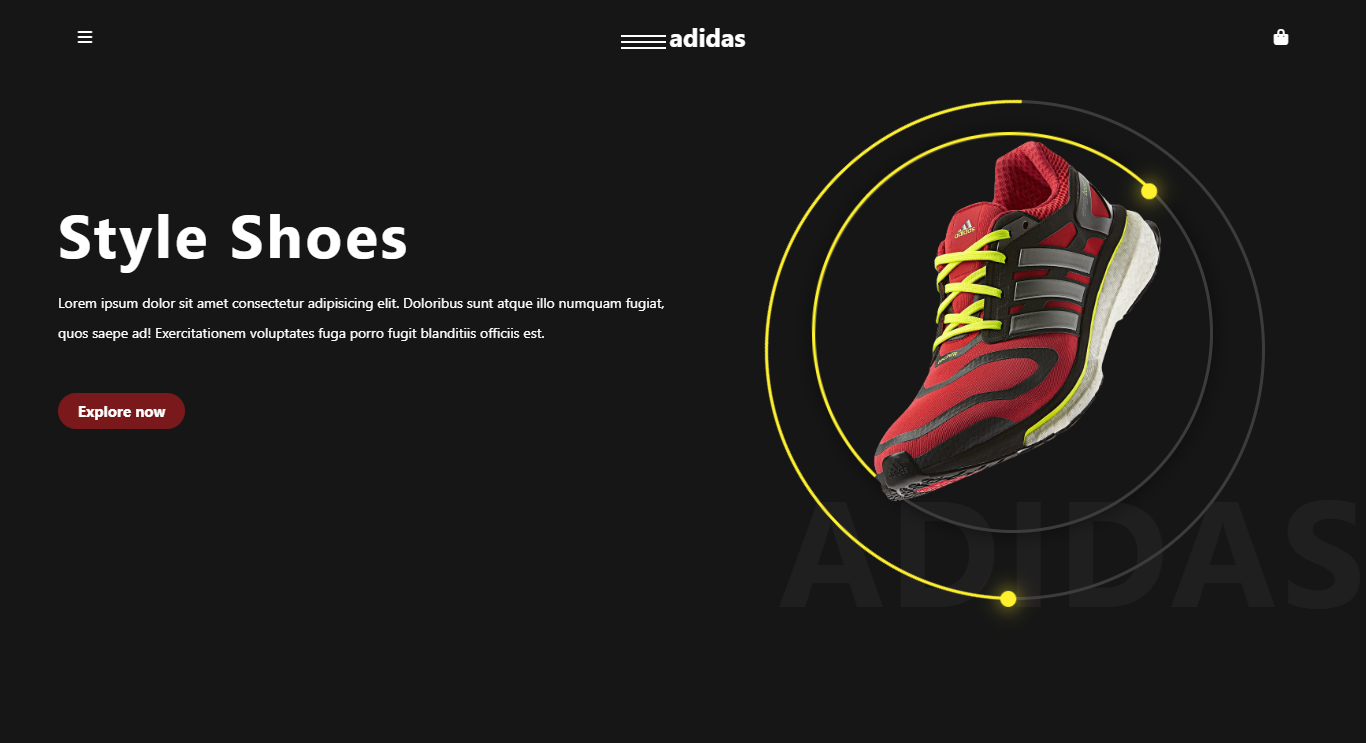 adidas
Style Shoes
Lorem ipsum dolor sit amet consectetur adipisicing elit. Doloribus sunt atque illo numquam fugiat,
quos saepe ad! Exercitationem voluptates fuga porro fugit blanditiis officiis est.
Explore now
adidas
ADIDAS